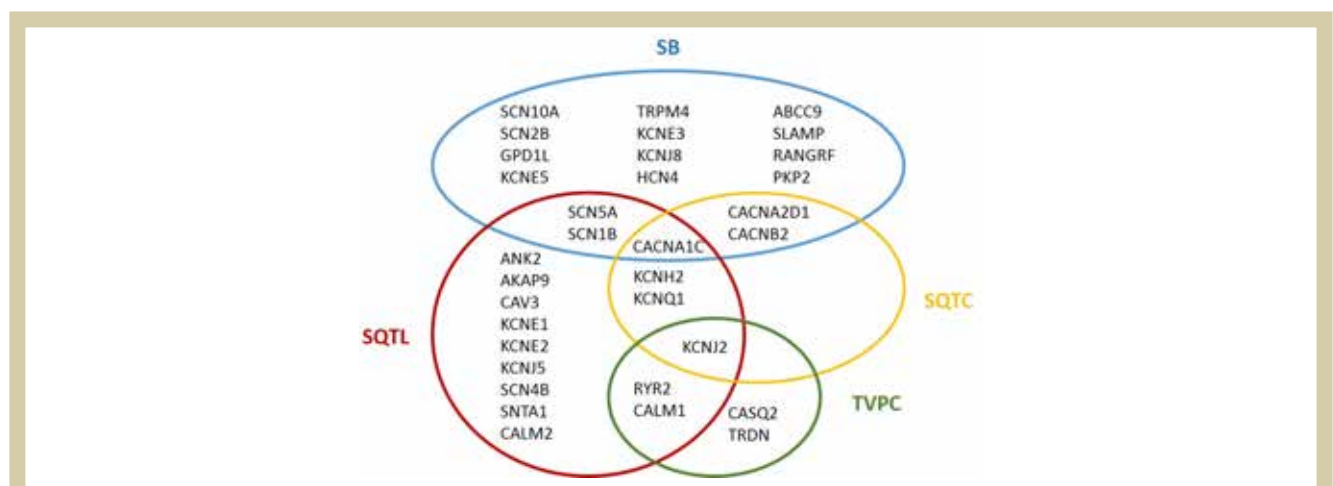 SB
SCN10A TRPM4 ABCC9
SCN2B KCNE3 SLAMP
GPD1L KCNJ8 RANGRF
KCNE5 HCN4 PKP2
SCN5A CACNA2D1
SCN1B CACNB2
CACNA1C
ANK2
AKAP9 KCNH2
CAV3 KCNQ1
SQTC
KCNE1
SQTL
KCNE2 KCNJ2
KCNJ5
SCN4B RYR2
TVPC
SNTA1 CALM1 CASQ2
CALM2 TRDN